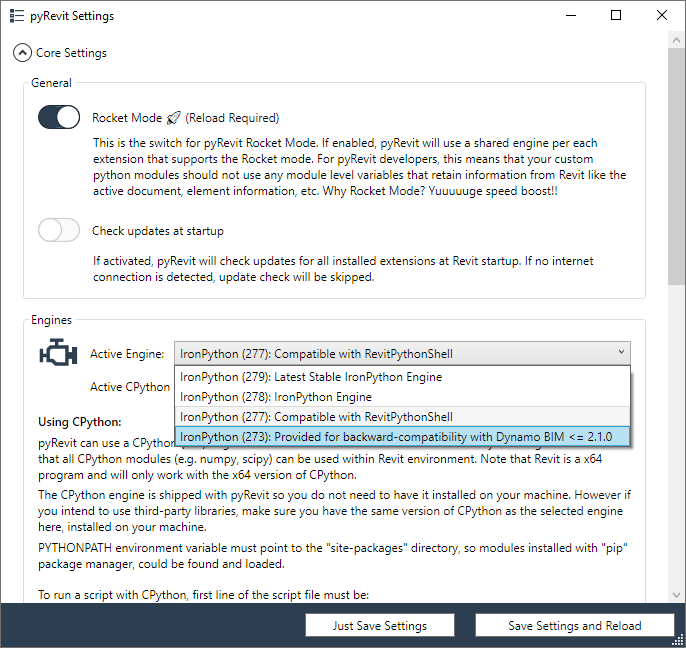 pyRevit Settings
Core Settings
General
Rocket Mode 🚀 (Reload Required)
This is the switch for pyRevit Rocket Mode. If enabled, pyRevit will use a shared engine per each
extension that supports the Rocket mode. For pyRevit developers, this means that your custom
python modules should not use any module level variables that retain information from Revit like the
active document, element information, etc. Why Rocket Mode? Yuuuuuge speed boost!!
Check updates at startup
If activated, pyRevit will check updates for all installed extensions at Revit startup. If no internet
connection is detected, update check will be skipped.
Engines
Active Engine:
IronPython (277): Compatible with RevitPythonShell
IronPython (279): Latest Stable IronPython Engine
Active CPython
IronPython (278): IronPython Engine
IronPython (277): Compatible with RevitPythonShell
Using CPython:
IronPython (273): Provided for backward-compatibility with Dynamo BIM <= 2.1.0
pyRevit can use a CPython
that all CPython modules (e.g. numpy, scipy) can be used within Revit environment. Note that Revit is a x64
program and will only work with the x64 version of CPython.
The CPython engine is shipped with pyRevit so you do not need to have it installed on your machine. However if
you intend to use third-party libraries, make sure you have the same version of CPython as the selected engine
here, installed on your machine.
PYTHONPATH environment variable must point to the "site-packages" directory, so modules installed with "pip"
package manager, could be found and loaded.
To run a script with CPython, first line of the script file must be:
Just Save Settings
Save Settings and Reload